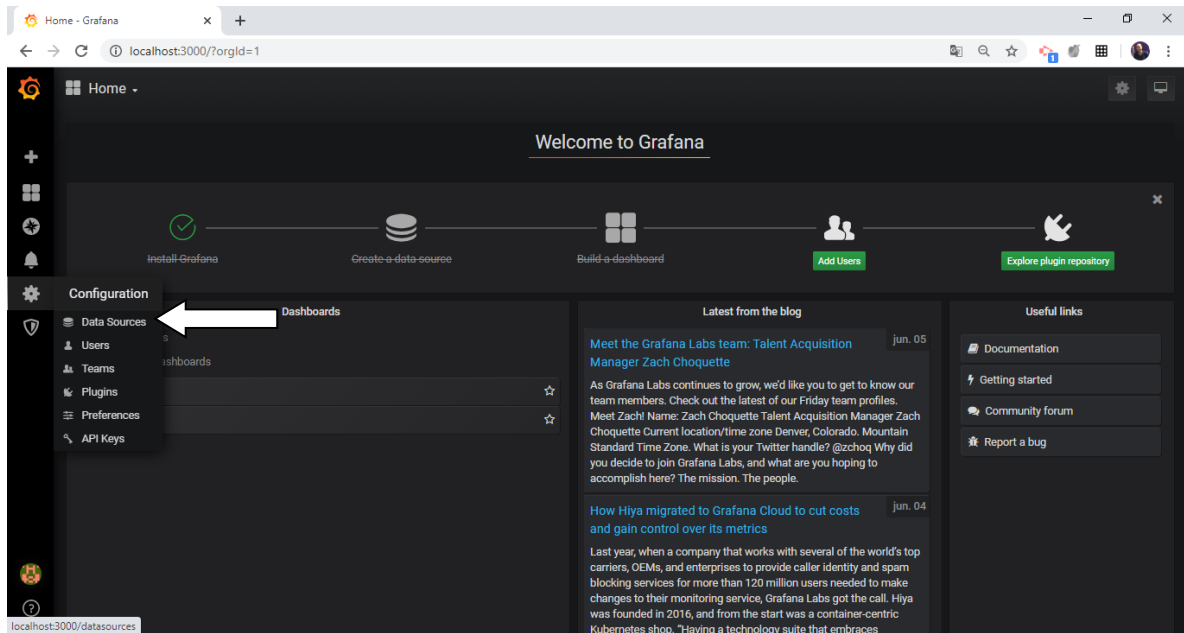 Home - Grafana
localhost:3000/?orgId=1
1
Home
Welcome to Grafana
Install Grafana
Create a data source
Build a dashboard
Add Users
Explore plugin repository
Configuration
Data Sources
Users
Teams
Plugins
Preferences
API Keys
Dashboards
s
ashboards
Latest from the blog
Meet the Grafana Labs team: Talent Acquisition
Manager Zach Choquette
jun. 05
As Grafana Labs continues to grow, we'd like you to get to know our
team members. Check out the latest of our Friday team profiles.
Meet Zach! Name: Zach Choquette Talent Acquisition Manager Zach
Choquette Current location/time zone Denver, Colorado. Mountain
Standard Time Zone. What is your Twitter handle? @zchoq Why did
you decide to join Grafana Labs, and what are you hoping to
accomplish here? The mission. The people.
How Hiya migrated to Grafana Cloud to cut costs
and gain control over its metrics
jun. 04
Last year, when a company that works with several of the world's top
carriers, OEMs, and enterprises to provide caller identity and spam
blocking services for more than 120 million users needed to make
changes to their monitoring service, Grafana Labs got the call. Hiya
was founded in 2016, and from the start was a container-centric
Kubernetes shop. "Having a technology suite that embraces
Useful links
Documentation
Getting started
Community forum
Report a bug
localhost:3000/datasources